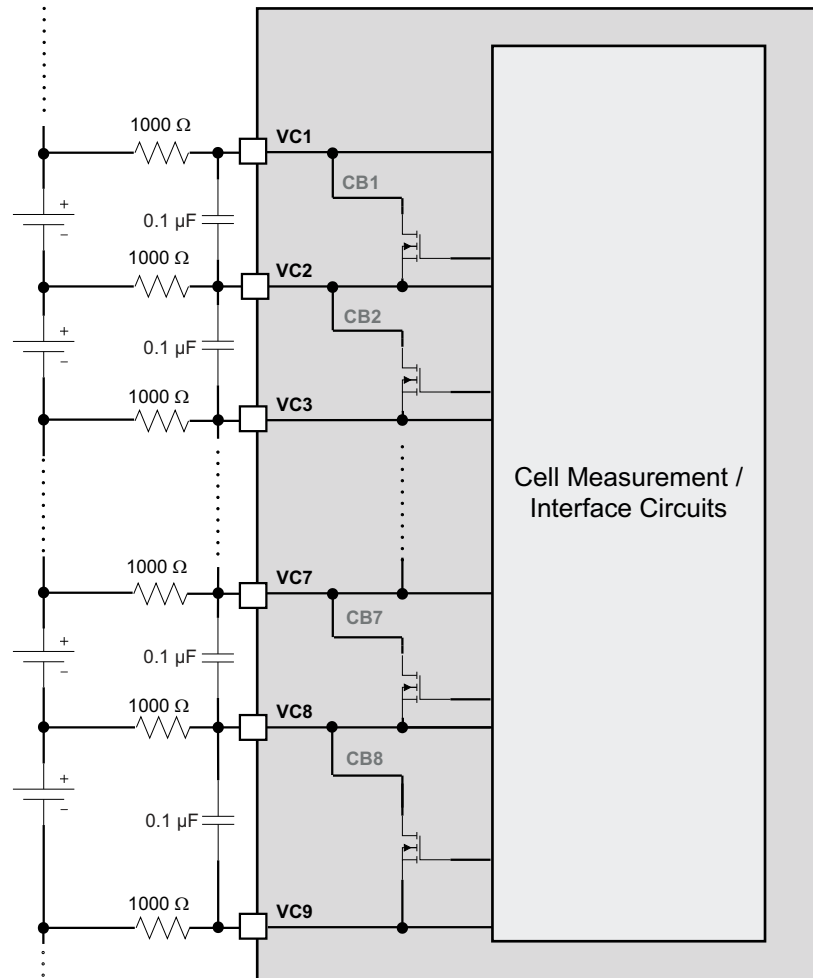 1000 Ω
VC1
CB1
+
–
0.1 µF
1000 Ω
VC2
CB2
+
–
0.1 µF
1000 Ω
VC3
Cell Measurement /
Interface Circuits
1000 Ω
VC7
CB7
+
–
0.1 µF
1000 Ω
VC8
CB8
+
–
0.1 µF
1000 Ω
VC9